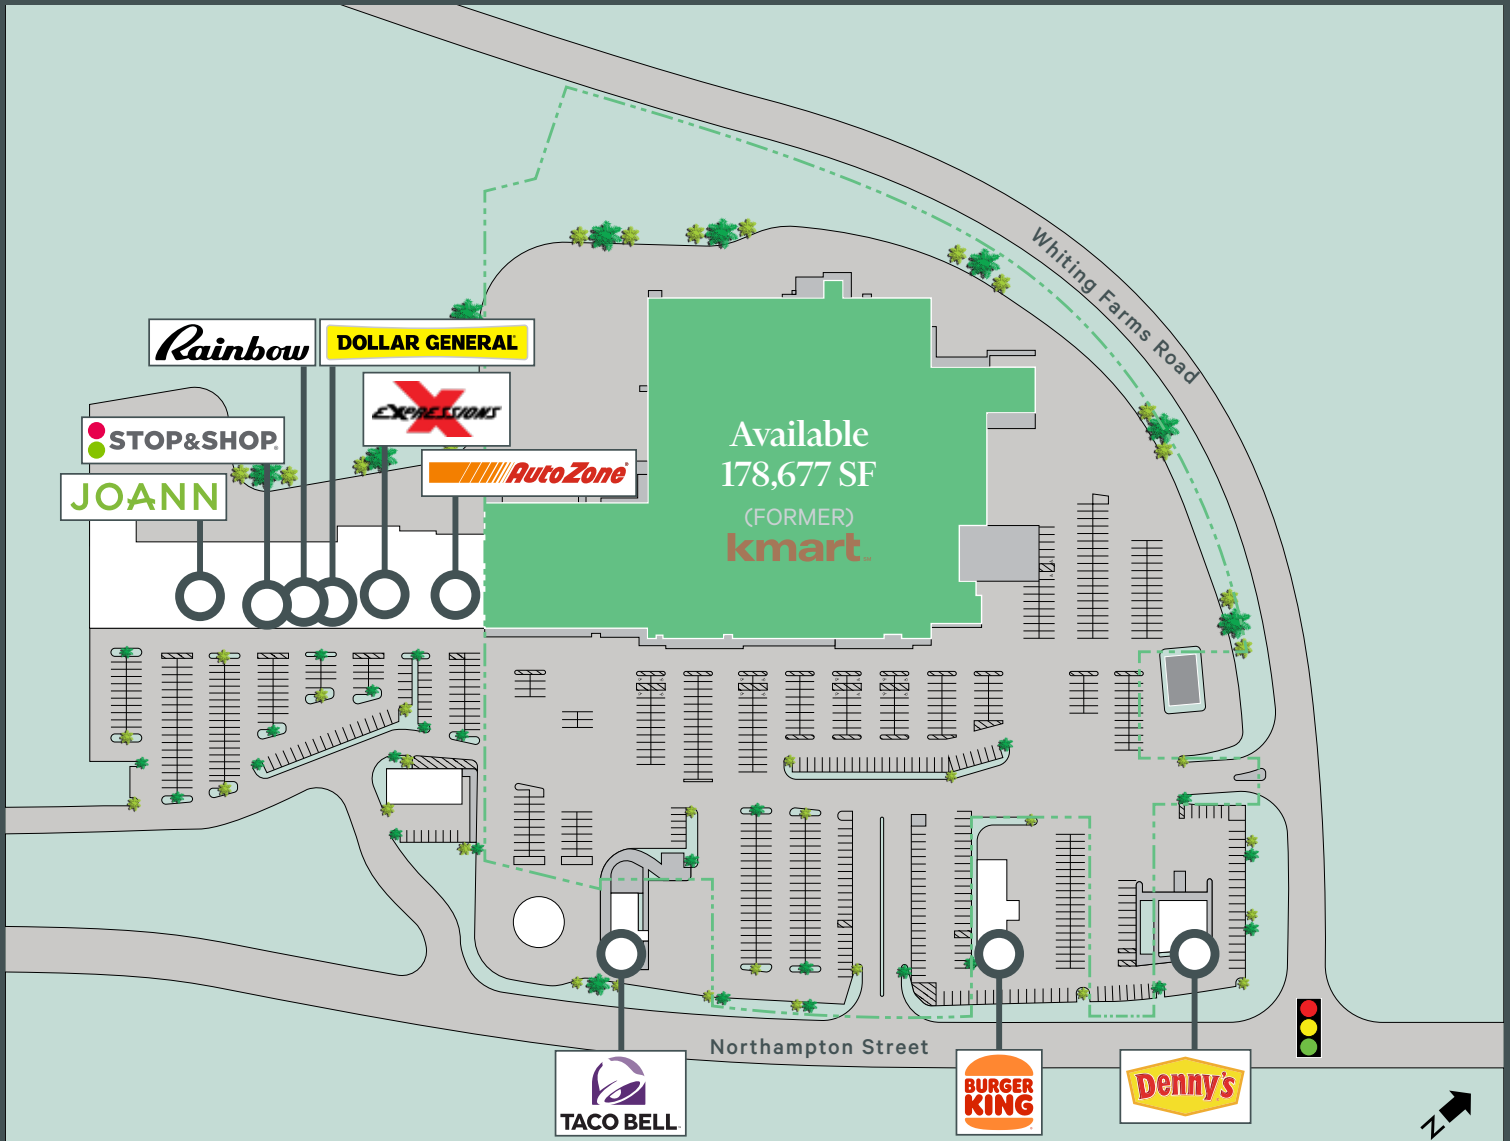 Whiting Farms Road
Rainbow
DOLLAR GENERAL
EXPRESSIONS
X
STOP&SHOP
JOANN
AutoZone
Available
178,677 SF
(FORMER)
kmart
Northampton Street
TACO BELL
BURGER
KING
Denny's
N